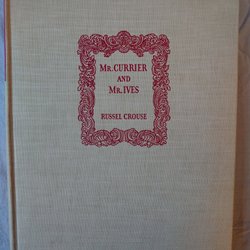 MR. CURRIER
AND
MR. IVES
RUSSEL CROUSE